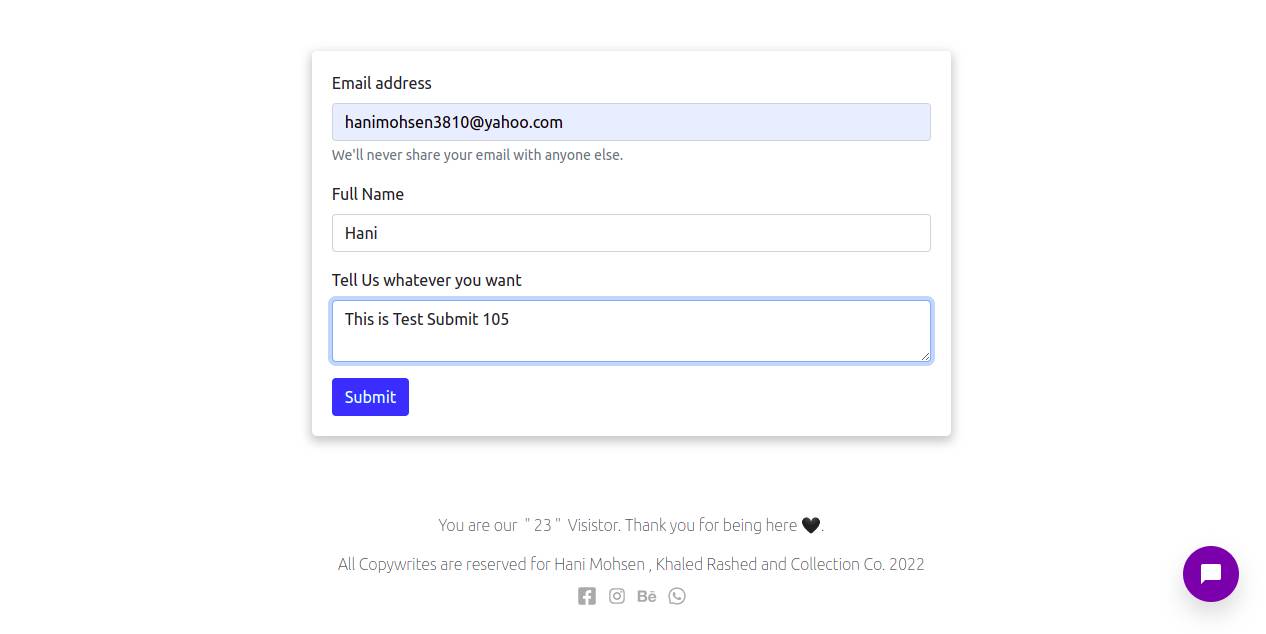 Email address
hanimohsen3810@yahoo.com
We'll never share your email with anyone else.
Full Name
Hani
Tell Us whatever you want
This is Test Submit 105
Submit
You are our " 23 " Visistor. Thank you for being here 🖤.
All Copywrites are reserved for Hani Mohsen , Khaled Rashed and Collection Co. 2022
Bē